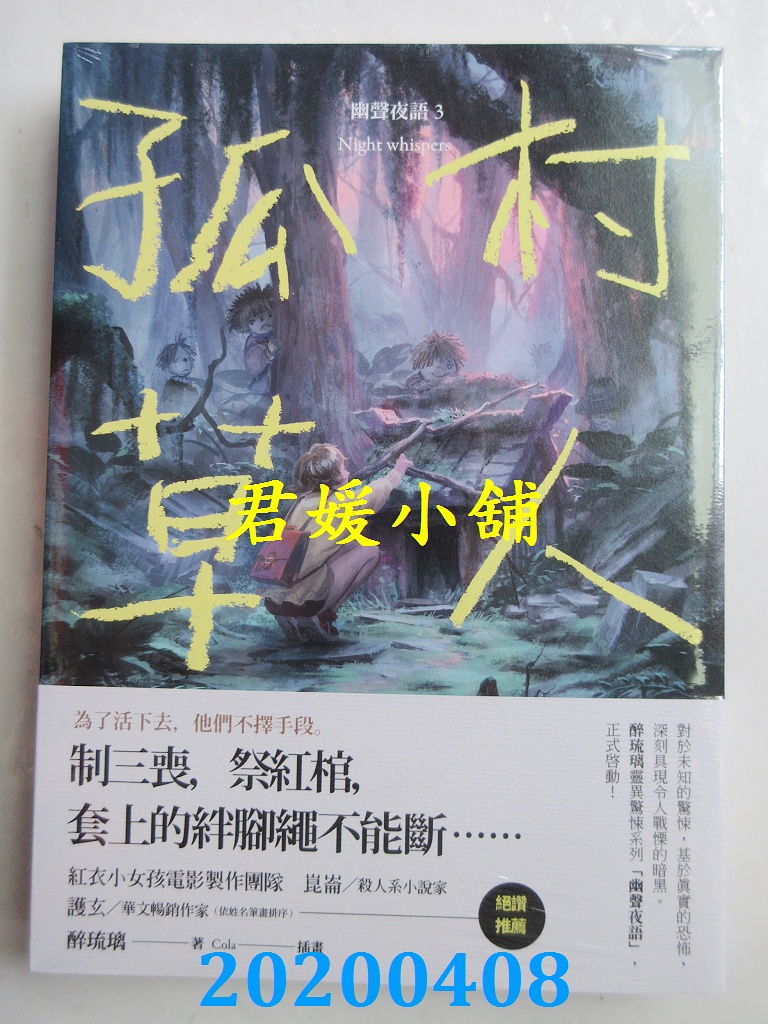 幽聲夜語 3
Night whispers
孤村
草人
君媛小舖
為了活下去，他們不擇手段。
制三喪，祭紅棺，
套上的絆腳繩不能斷……
紅衣小女孩電影製作團隊 崑崙／殺人系小說家
護玄／華文暢銷作家（依姓名筆畫排序）
絕讚
推薦
醉琉璃——著 Cola——插畫
對於未知的驚悚，基於真實的恐怖，
深刻具現令人戰慄的暗黑。
醉琉璃靈異驚悚系列「幽聲夜語」，
正式啓動！
20200408